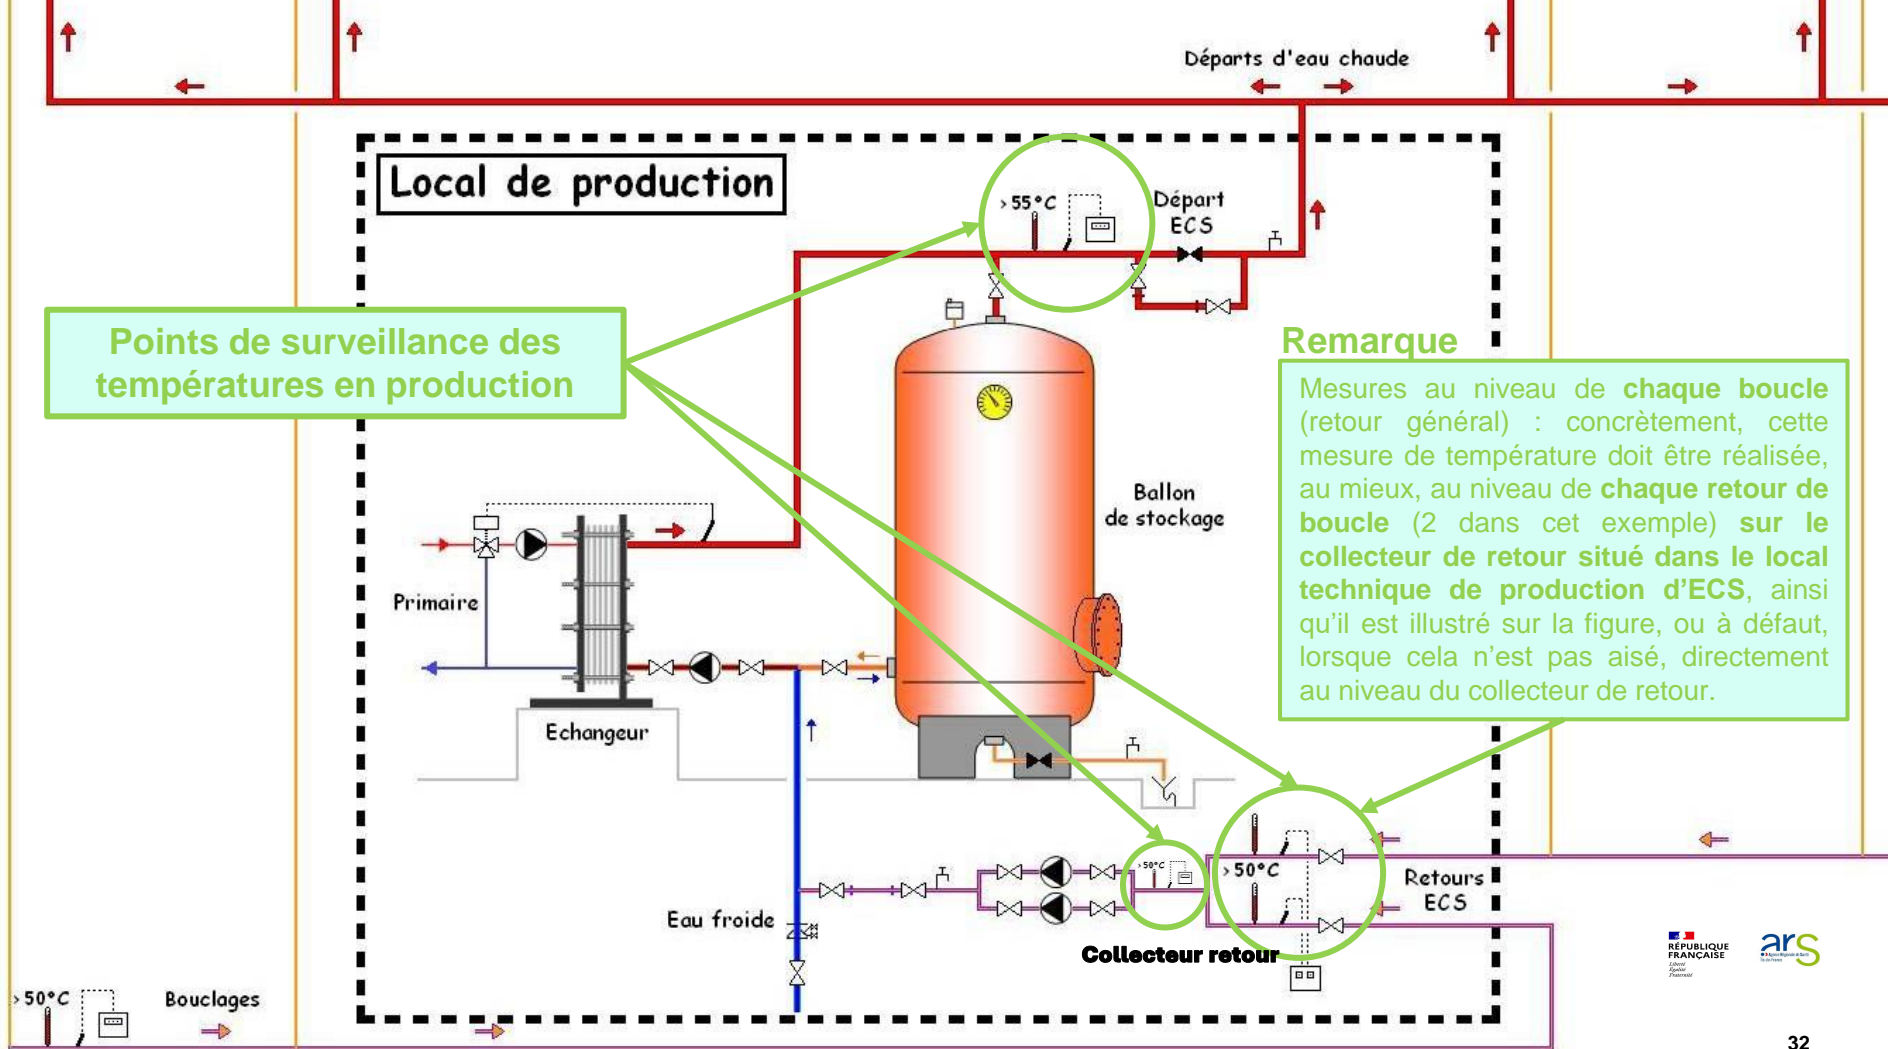 Départs d'eau chaude
Local de production
>55°C
Départ
ECS
Points de surveillance des
températures en production
Remarque
Mesures au niveau de chaque boucle
(retour général) : concrètement, cette
mesure de température doit être réalisée,
au mieux, au niveau de chaque retour de
boucle (2 dans cet exemple) sur le
collecteur de retour situé dans le local
technique de production d’ECS, ainsi
qu’il est illustré sur la figure, ou à défaut,
lorsque cela n’est pas aisé, directement
au niveau du collecteur de retour.
Ballon
de stockage
Primaire
Echangeur
>50°C
>50°C
Retours
ECS
Eau froide
Collecteur retour
RÉPUBLIQUE
FRANÇAISE
Liberté
Égalité
Fraternité
ars
>50°C
Bouclages
32